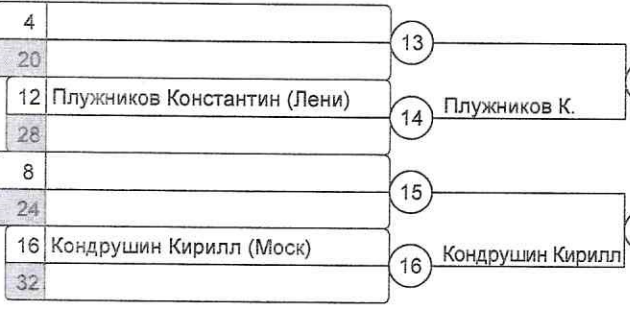 4
13
20
12 Плужников Константин (Лени)
14 Плужников К.
28
8
15
24
16 Кондрушин Кирилл (Моск)
16 Кондрушин Кирилл
32